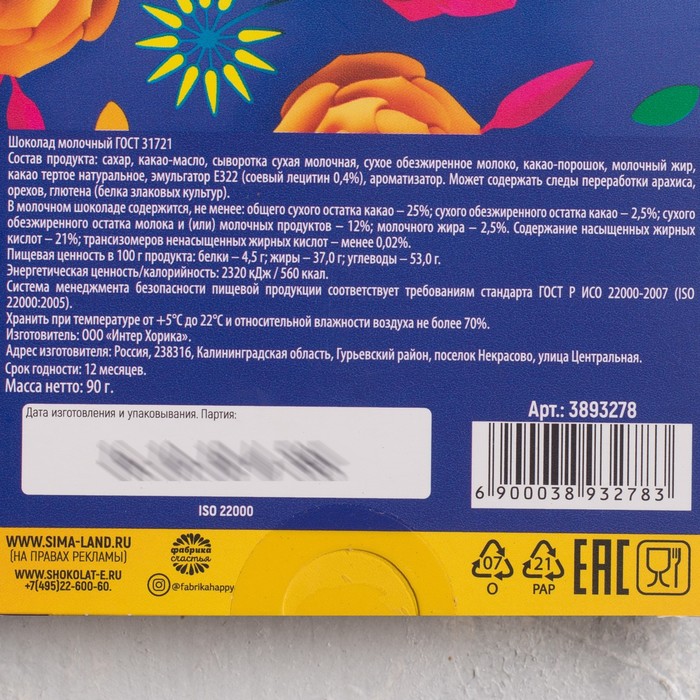 Шоколад молочный ГОСТ 31721
Состав продукта: сахар, какао-масло, сыворотка сухая молочная, сухое обезжиренное молоко, какао-порошок, молочный жир,
какао тертое натуральное, эмульгатор Е322 (соевый лецитин 0,4%), ароматизатор. Может содержать следы переработки арахиса,
орехов, глютена (белка злаковых культур).
В молочном шоколаде содержится, не менее: общего сухого остатка какао – 25%; сухого обезжиренного остатка какао – 2,5%; сухого
обезжиренного остатка молока и (или) молочных продуктов – 12%; молочного жира – 2,5%. Содержание насыщенных жирных
кислот – 21%; трансизомеров ненасыщенных жирных кислот – менее 0,02%.
Пищевая ценность в 100 г продукта: белки – 4,5 г; жиры – 37,0 г; углеводы – 53,0 г.
Энергетическая ценность/калорийность: 2320 кДж / 560 ккал.
Система менеджмента безопасности пищевой продукции соответствует требованиям стандарта ГОСТ Р ИСО 22000-2007 (ISO
22000:2005).
Хранить при температуре от +5°С до 22°С и относительной влажности воздуха не более 70%.
Изготовитель: ООО «Интер Хорика».
Адрес изготовителя: Россия, 238316, Калининградская область, Гурьевский район, поселок Некрасово, улица Центральная.
Срок годности: 12 месяцев.
Масса нетто: 90 г.
Дата изготовления и упаковывания. Партия:
Арт.: 3893278
6 900038 932783
ISO 22000
WWW.SIMA-LAND.RU
(НА ПРАВАХ РЕКЛАМЫ)
WWW.SHOKOLAT-E.RU
+7(495)22-600-60.
фабрика
счастья
@fabrikahappy
07
O
21
PAP
EAC